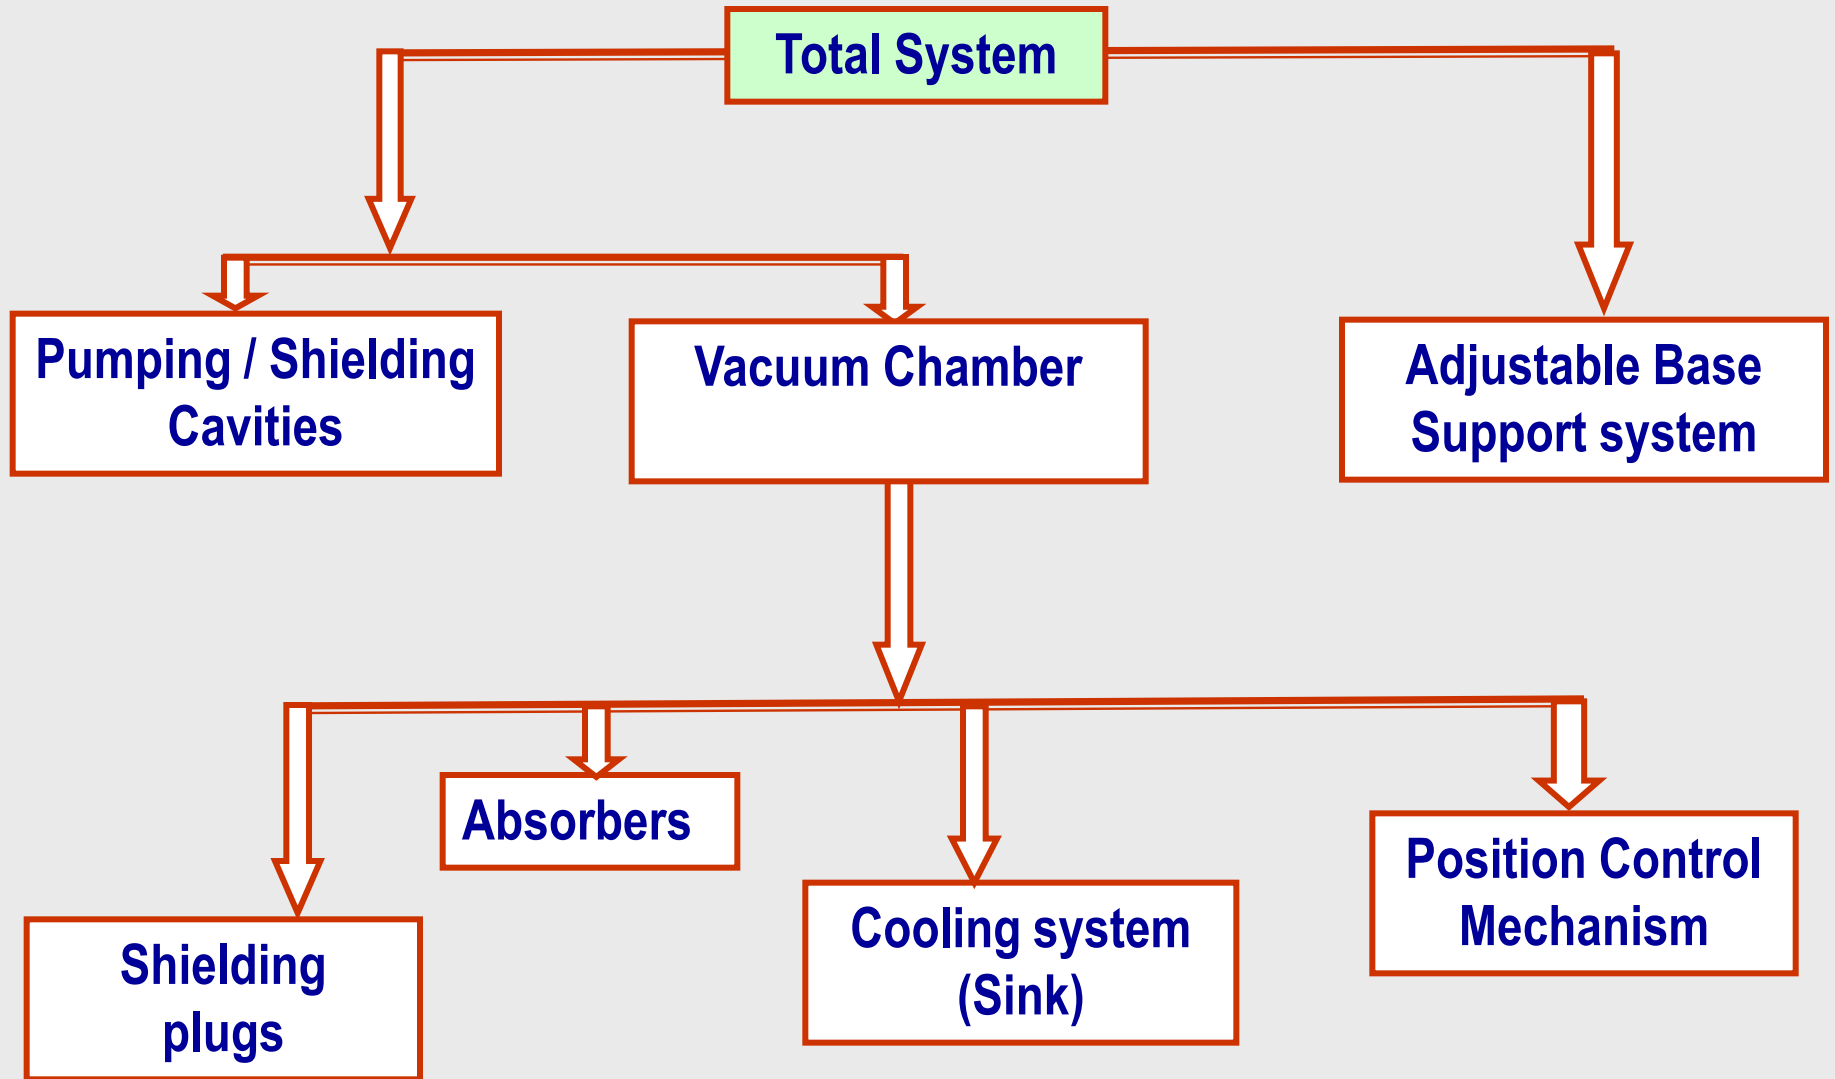 Total System
Pumping / Shielding
Cavities
Vacuum Chamber
Adjustable Base
Support system
Absorbers
Position Control
Mechanism
Cooling system
(Sink)
Shielding
plugs